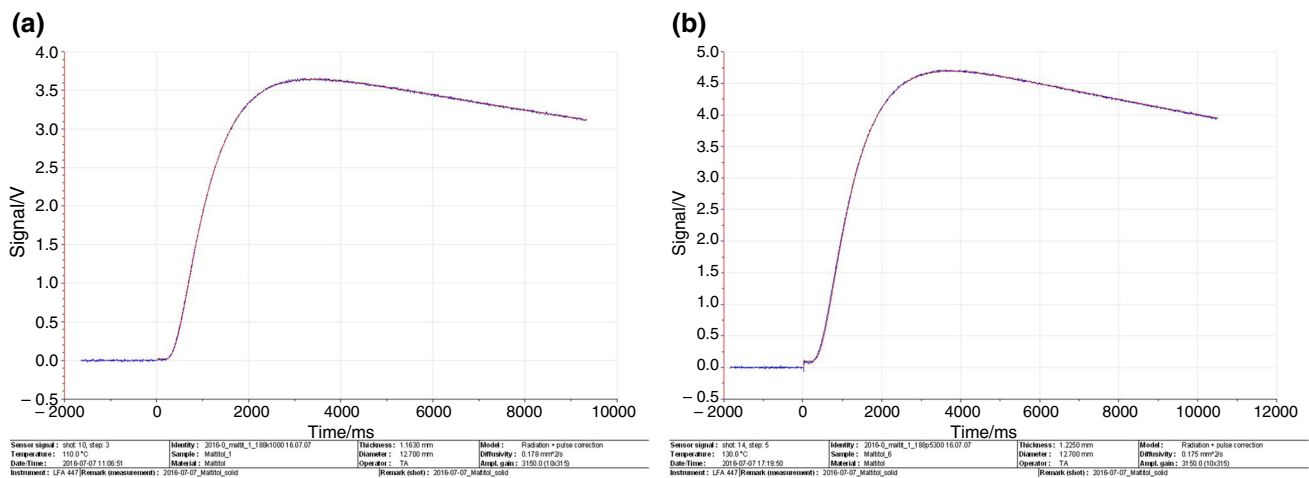 (a)
4.0
3.5
3.0
2.5
2.0
1.5
1.0
0.5
0.0
−0.5
Signal/V
−2000 0 2000 4000 6000 8000 10000
Time/ms
Sensor signal : shot: 10, step: 3 Identity : 2016-0_maltit_1_188k1000 16.07.07 Thickness : 1.1630 mm Model : Radiation + pulse correction
Temperature : 110.0 °C Sample : Maltitol_1 Diameter : 12.700 mm Diffusivity : 0.178 mm^2/s
Date/Time : 2016-07-07 11:06:51 Material : Maltitol Operator : TA Ampl. gain : 3150.0 (10x315)
Instrument : LFA 447 Remark (measurement) : 2016-07-07_Maltitol_solid Remark (shot) : 2016-07-07_Maltitol_solid
(b)
5.0
4.5
4.0
3.5
3.0
2.5
2.0
1.5
1.0
0.5
0.0
−0.5
Signal/V
−2000 0 2000 4000 6000 8000 10000 12000
Time/ms
Sensor signal : shot: 14, step: 5 Identity : 2016-0_maltit_1_188p5300 16.07.07 Thickness : 1.2250 mm Model : Radiation + pulse correction
Temperature : 130.0 °C Sample : Maltitol_6 Diameter : 12.700 mm Diffusivity : 0.175 mm^2/s
Date/Time : 2016-07-07 17:19:50 Material : Maltitol Operator : TA Ampl. gain : 3150.0 (10x315)
Instrument : LFA 447 Remark (measurement) : 2016-07-07_Maltitol_solid Remark (shot) : 2016-07-07_Maltitol_solid